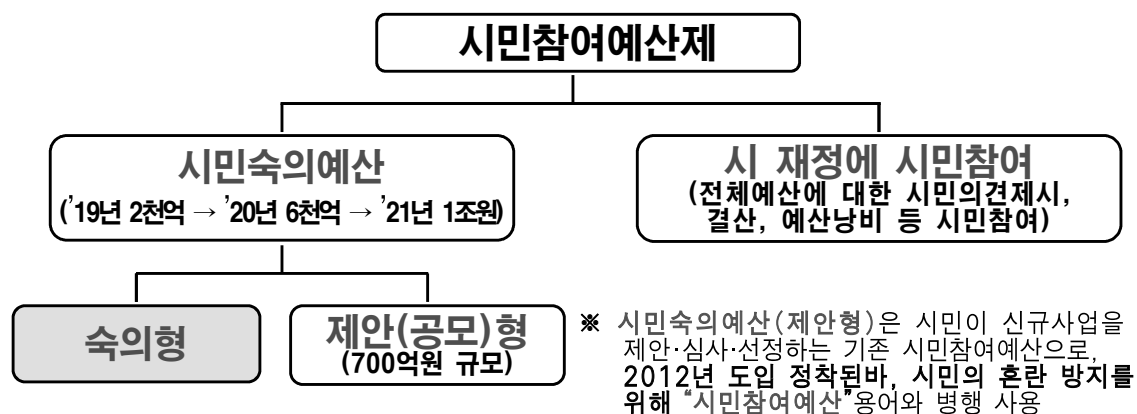 시민참여예산제
시민숙의예산
('19년 2천억 → '20년 6천억 → '21년 1조원)
시 재정에 시민참여
(전체예산에 대한 시민의견제시,
결산, 예산낭비 등 시민참여)
숙의형
제안(공모)형
(700억원 규모)
※ 시민숙의예산(제안형)은 시민이 신규사업을
제안·심사·선정하는 기존 시민참여예산으로,
2012년 도입 정착된바, 시민의 혼란 방지를
위해 "시민참여예산"용어와 병행 사용